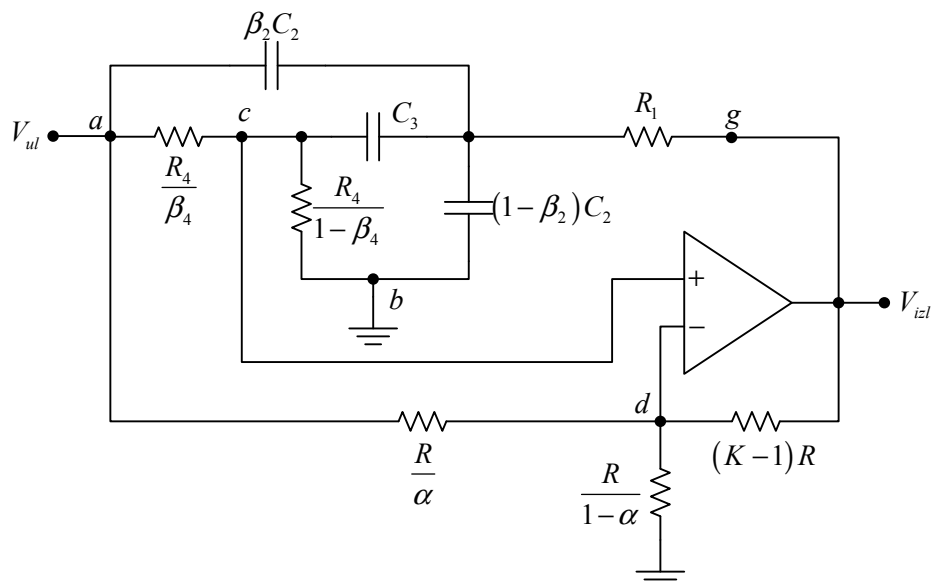 β₂C₂
a
c
C₃
R₁
g
V_ul
R₄/β₄
R₄/(1−β₄)
(1−β₂)C₂
b
+
−
V_izl
d
R/α
(K−1)R
R/(1−α)